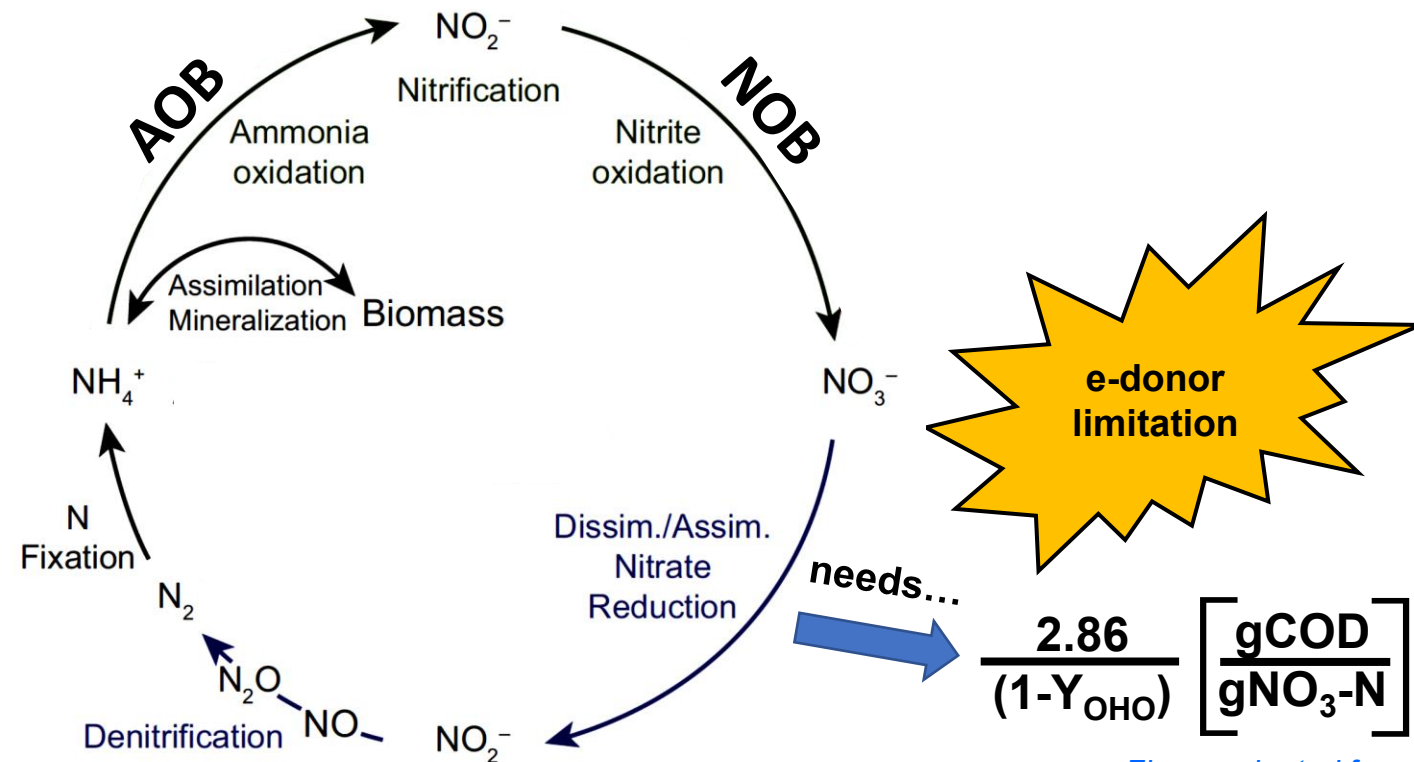 NO₂⁻
Nitrification
AOB
NOB
Ammonia
oxidation
Nitrite
oxidation
Assimilation
Mineralization
Biomass
NH₄⁺
NO₃⁻
e-donor
limitation
N
Fixation
N₂
N₂O
NO
Denitrification
NO₂⁻
Dissim./Assim.
Nitrate
Reduction
needs...
2.86
(1-Y_OHO)
gCOD
gNO₃-N